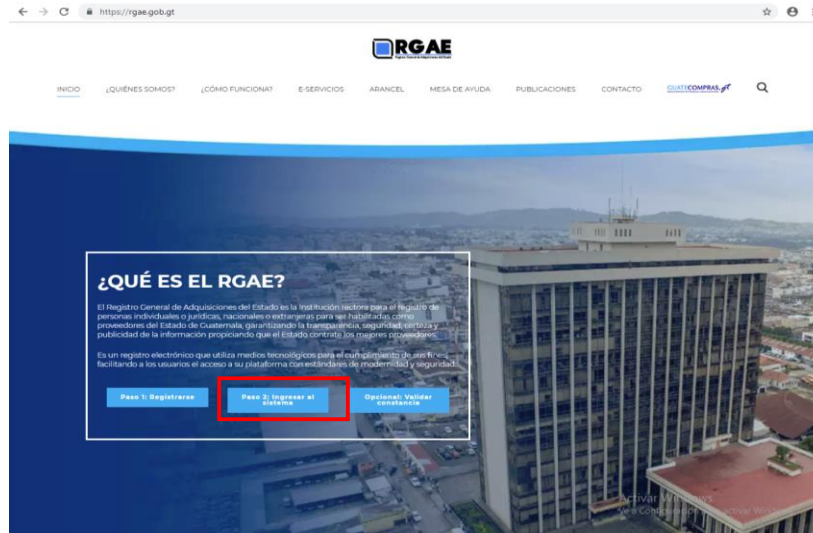 https://rgae.gob.gt
RGAE
INICIO ¿QUIÉNES SOMOS? ¿CÓMO FUNCIONA? E-SERVICIOS ARANCEL MESA DE AYUDA PUBLICACIONES CONTACTO GUATECOMPRAS.gt
¿QUÉ ES EL RGAE?
El Registro General de Adquisiciones del Estado es la Institución rectora para el registro de
personas individuales o jurídicas, nacionales o extranjeras para ser habilitadas como
proveedores del Estado de Guatemala, garantizando la transparencia, seguridad, certeza y
publicidad de la información propiciando que el Estado contrate los mejores proveedores.
Es un registro electrónico que utiliza medios tecnológicos para el cumplimiento de sus fines,
facilitando a los usuarios el acceso a su plataforma con estándares de modernidad y seguridad.
Paso 1: Registrarse
Paso 2: Ingresar al
sistema
Opcional: Validar
constancia
Activar Windows